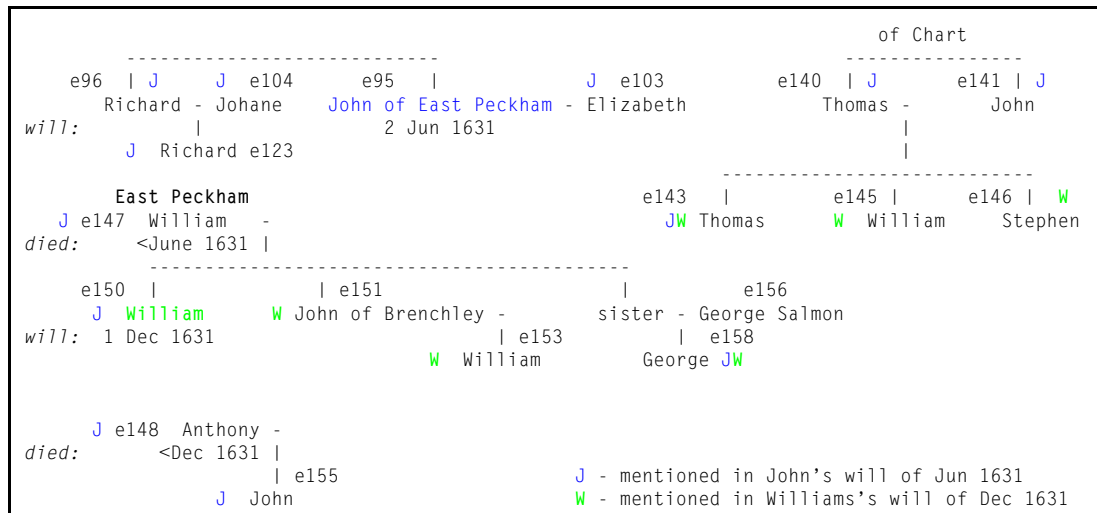 of Chart
----------------------------- ----------------
e96 | J J e104 e95 | J e103 e140 | J e141 | J
Richard - Johane John of East Peckham - Elizabeth Thomas - John
will: | 2 Jun 1631 |
J Richard e123 |
----------------------------
East Peckham e143 | e145 | e146 | W
J e147 William - JW Thomas W William Stephen
died: <June 1631 |
-------------------------------------------
e150 | | e151 | e156
J William W John of Brenchley - sister - George Salmon
will: 1 Dec 1631 | e153 | e158
W William George JW
J e148 Anthony -
died: <Dec 1631 |
| e155 J - mentioned in John's will of Jun 1631
J John W - mentioned in Williams's will of Dec 1631